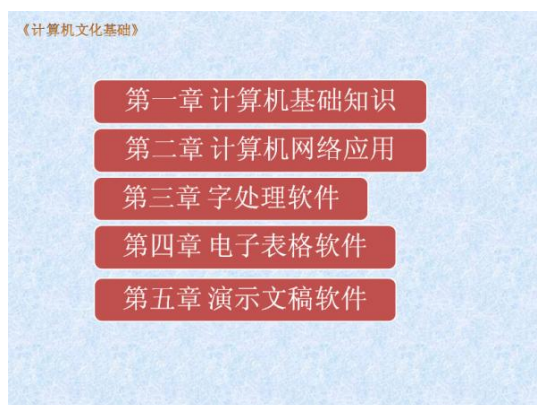 《计算机文化基础》
第一章 计算机基础知识
第二章 计算机网络应用
第三章 字处理软件
第四章 电子表格软件
第五章 演示文稿软件